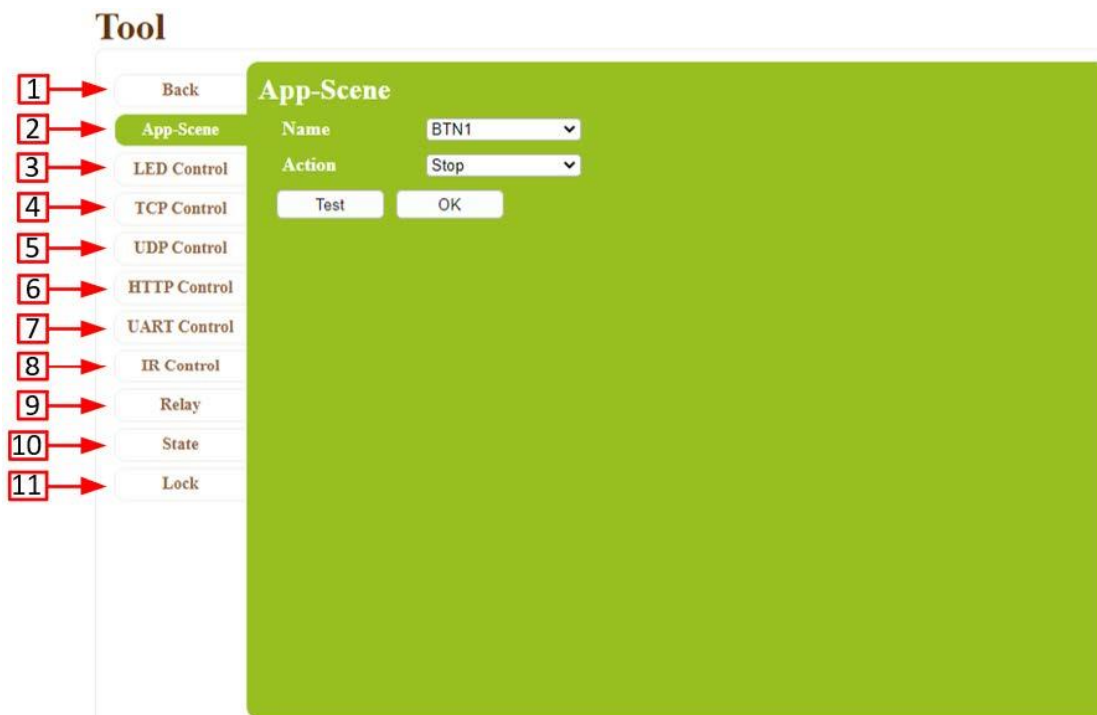 Tool
1 Back
2 App-Scene
3 LED Control
4 TCP Control
5 UDP Control
6 HTTP Control
7 UART Control
8 IR Control
9 Relay
10 State
11 Lock
App-Scene
Name BTN1
Action Stop
Test OK